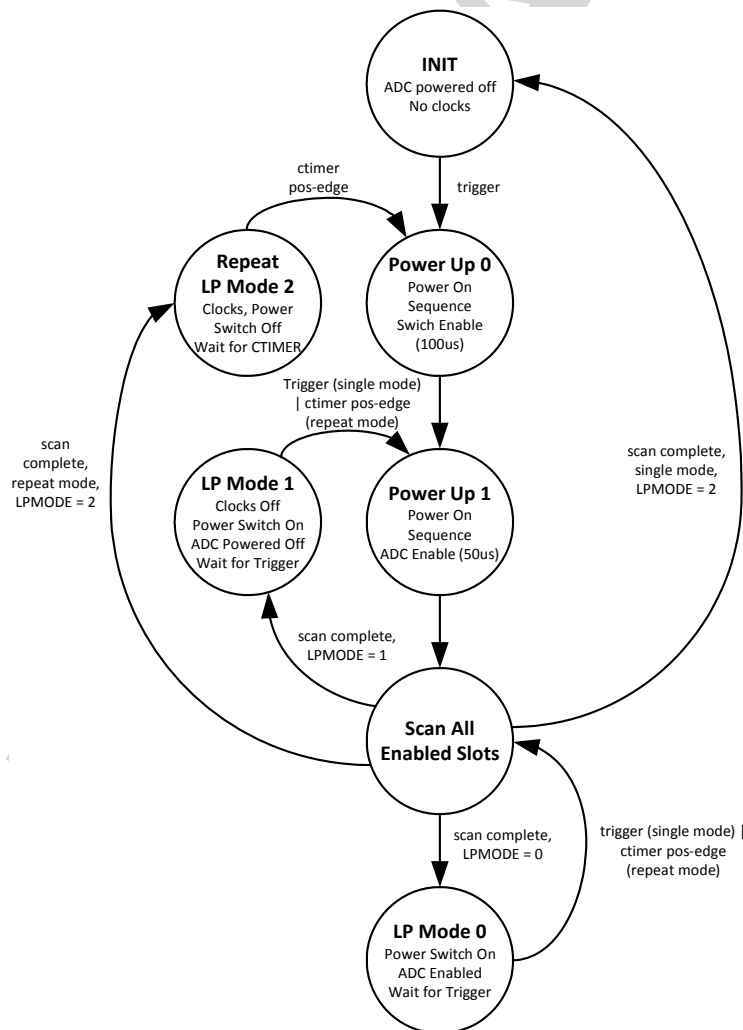 INIT
ADC powered off
No clocks
ctimer
pos-edge
trigger
Repeat
LP Mode 2
Clocks, Power
Switch Off
Wait for CTIMER
Power Up 0
Power On
Sequence
Swich Enable
(100us)
Trigger (single mode)
| ctimer pos-edge
(repeat mode)
scan
complete,
repeat mode,
LPMODE = 2
LP Mode 1
Clocks Off
Power Switch On
ADC Powered Off
Wait for Trigger
Power Up 1
Power On
Sequence
ADC Enable (50us)
scan complete,
single mode,
LPMODE = 2
scan complete,
LPMODE = 1
Scan All
Enabled Slots
scan complete,
LPMODE = 0
trigger (single mode) |
ctimer pos-edge
(repeat mode)
LP Mode 0
Power Switch On
ADC Enabled
Wait for Trigger